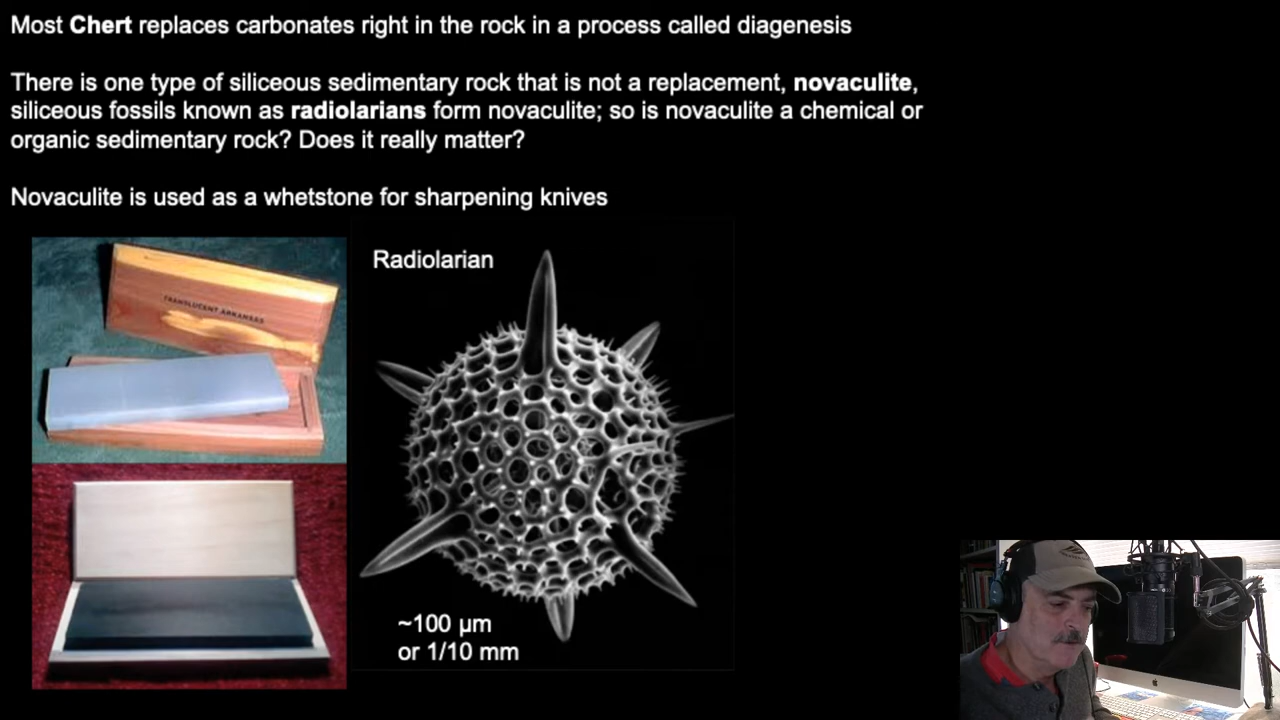 Most Chert replaces carbonates right in the rock in a process called diagenesis
There is one type of siliceous sedimentary rock that is not a replacement, novaculite,
siliceous fossils known as radiolarians form novaculite; so is novaculite a chemical or
organic sedimentary rock? Does it really matter?
Novaculite is used as a whetstone for sharpening knives
Radiolarian
TRANSLUCENT ARKANSAS
~100 µm
or 1/10 mm